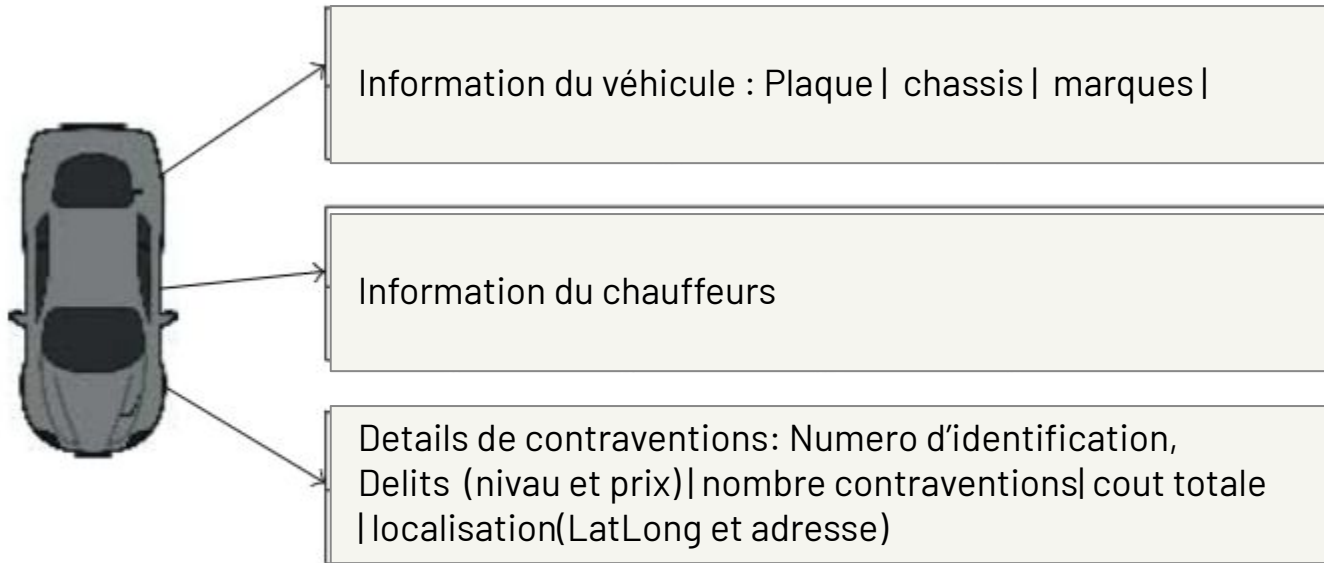 Information du véhicule : Plaque | chassis | marques |
Information du chauffeurs
Details de contraventions: Numero d'identification,
Delits (nivau et prix) | nombre contraventions| cout totale
| localisation(LatLong et adresse)